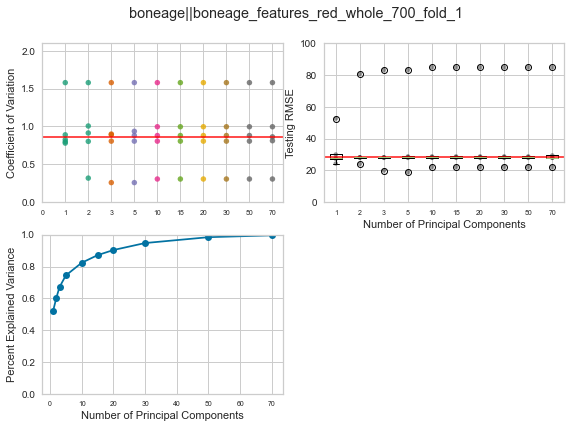 boneage||boneage_features_red_whole_700_fold_1
Coefficient of Variation
2.0
1.5
1.0
0.5
0.0
0 1 2 3 5 10 15 20 30 50 70
Testing RMSE
100
80
60
40
20
0
1 2 3 5 10 15 20 30 50 70
Number of Principal Components
Percent Explained Variance
1.0
0.8
0.6
0.4
0.2
0.0
0 10 20 30 40 50 60 70
Number of Principal Components